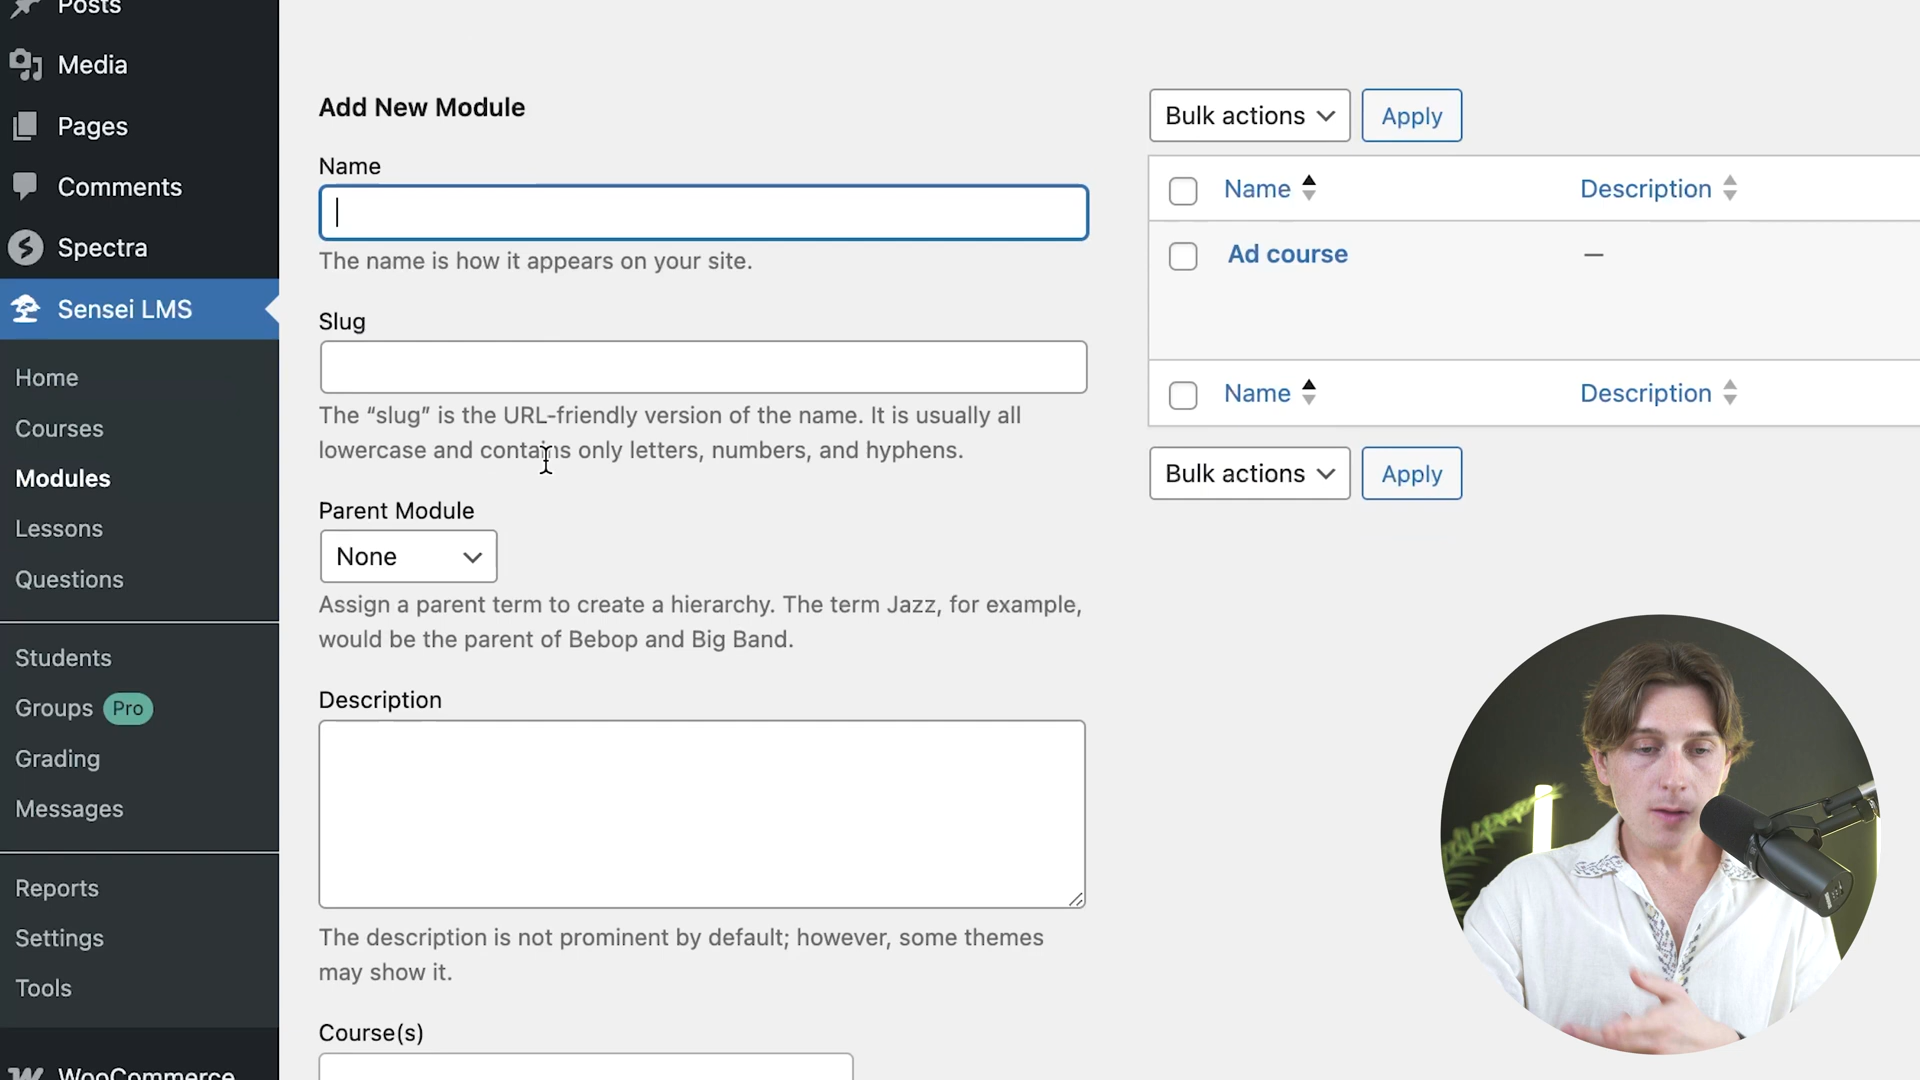 Posts
Media
Pages
Comments
Spectra
Sensei LMS
Home
Courses
Modules
Lessons
Questions
Students
Groups Pro
Grading
Messages
Reports
Settings
Tools
WooCommerce
Add New Module
Name
The name is how it appears on your site.
Slug
The “slug” is the URL-friendly version of the name. It is usually all
lowercase and contains only letters, numbers, and hyphens.
Parent Module
None
Assign a parent term to create a hierarchy. The term Jazz, for example,
would be the parent of Bebop and Big Band.
Description
The description is not prominent by default; however, some themes
may show it.
Course(s)
Bulk actions Apply
Name Description
Ad course —
Name Description
Bulk actions Apply